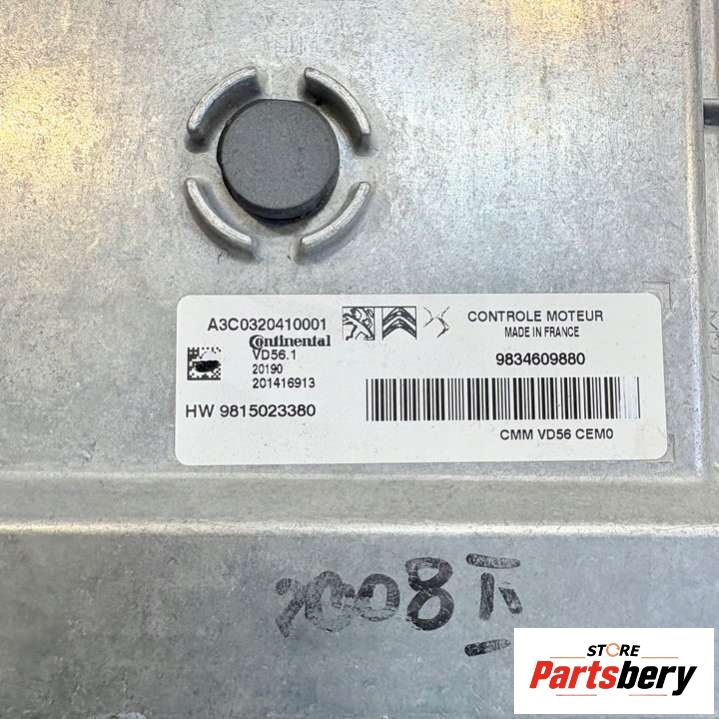 A3C0320410001
Continental
VD56.1
20190
201416913
HW 9815023380
CONTROLE MOTEUR
MADE IN FRANCE
9834609880
CMM VD56 CEM0
2008 II
STORE
Partsbery